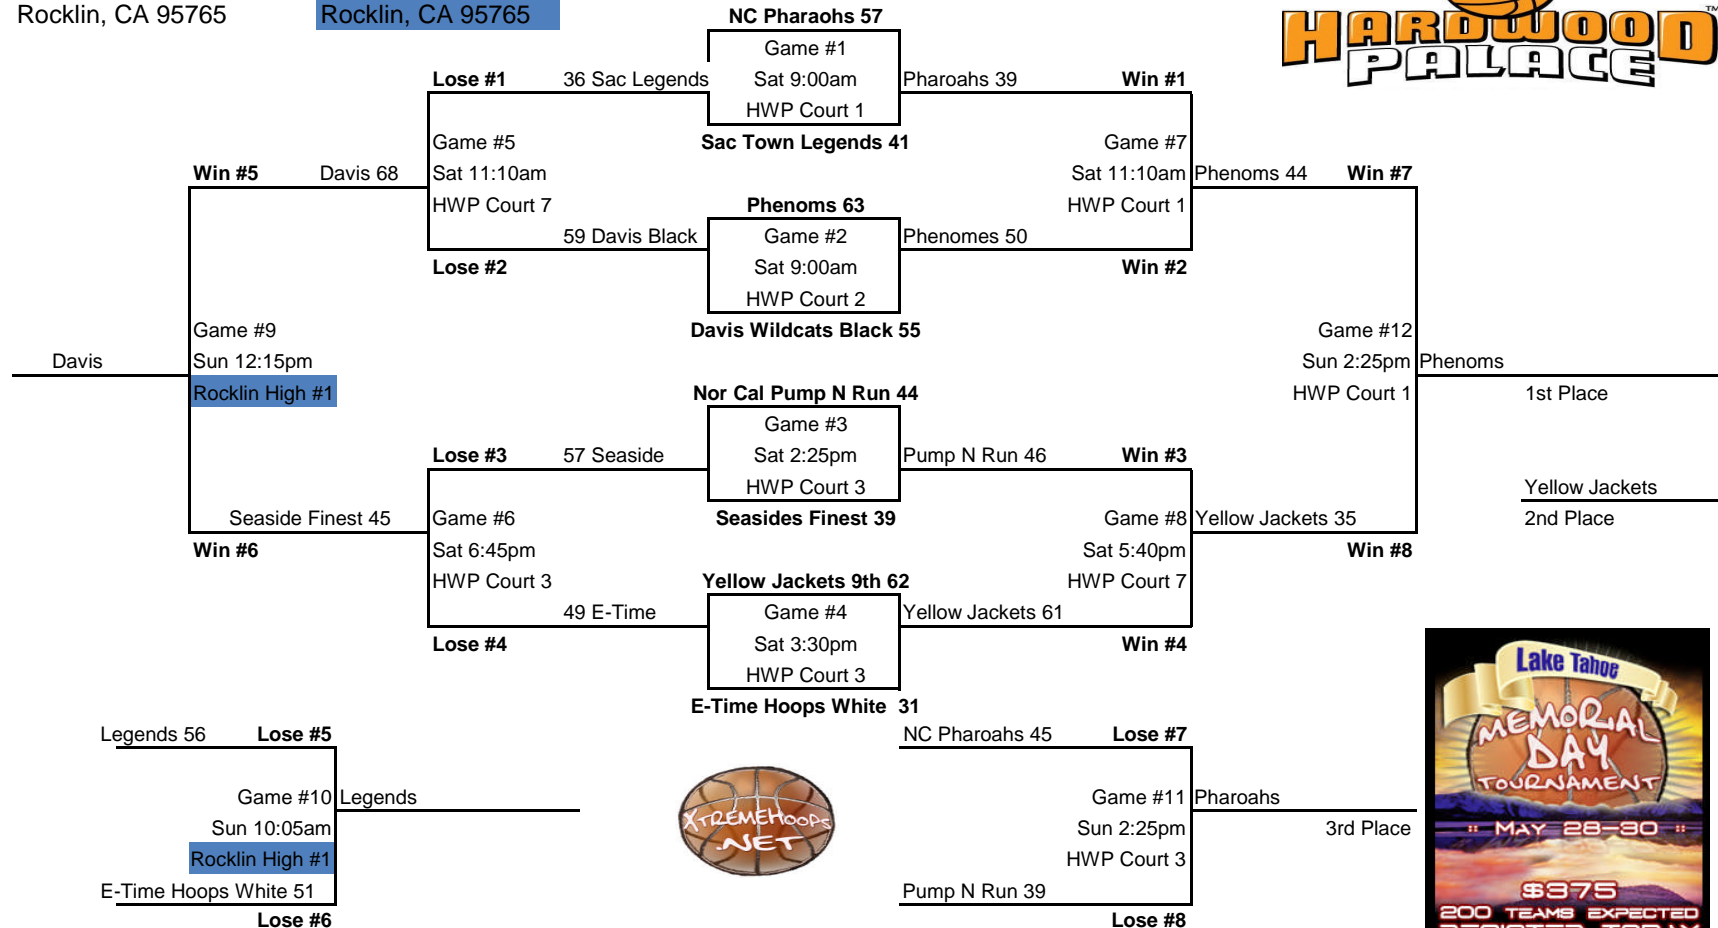 Rocklin, CA 95765
Rocklin, CA 95765
NC Pharaohs 57
HARDWOOD
PALACE
TM
Game #1
Lose #1
36 Sac Legends
Sat 9:00am
Pharoahs 39
Win #1
HWP Court 1
Game #5
Sac Town Legends 41
Game #7
Win #5
Davis 68
Sat 11:10am
Sat 11:10am
Phenoms 44
Win #7
HWP Court 7
Phenoms 63
HWP Court 1
59 Davis Black
Game #2
Phenomes 50
Lose #2
Sat 9:00am
Win #2
HWP Court 2
Game #9
Davis Wildcats Black 55
Game #12
Davis
Sun 12:15pm
Sun 2:25pm
Phenoms
Rocklin High #1
Nor Cal Pump N Run 44
HWP Court 1
1st Place
Game #3
Lose #3
57 Seaside
Sat 2:25pm
Pump N Run 46
Win #3
HWP Court 3
Yellow Jackets
Seaside Finest 45
Game #6
Seasides Finest 39
Game #8
Yellow Jackets 35
2nd Place
Win #6
Sat 6:45pm
Sat 5:40pm
Win #8
HWP Court 3
Yellow Jackets 9th 62
HWP Court 7
49 E-Time
Game #4
Yellow Jackets 61
Lose #4
Sat 3:30pm
Win #4
HWP Court 3
E-Time Hoops White 31
Legends 56
Lose #5
NC Pharoahs 45
Lose #7
Game #10
Legends
Game #11
Pharoahs
Sun 10:05am
Sun 2:25pm
3rd Place
Rocklin High #1
HWP Court 3
E-Time Hoops White 51
Pump N Run 39
Lose #6
Lose #8
XTREMEHOOPS
.NET
Lake Tahoe
MEMORIAL
DAY
TOURNAMENT
:: MAY 28-30 ::
$375
200 TEAMS EXPECTED
REGISTER TODAY